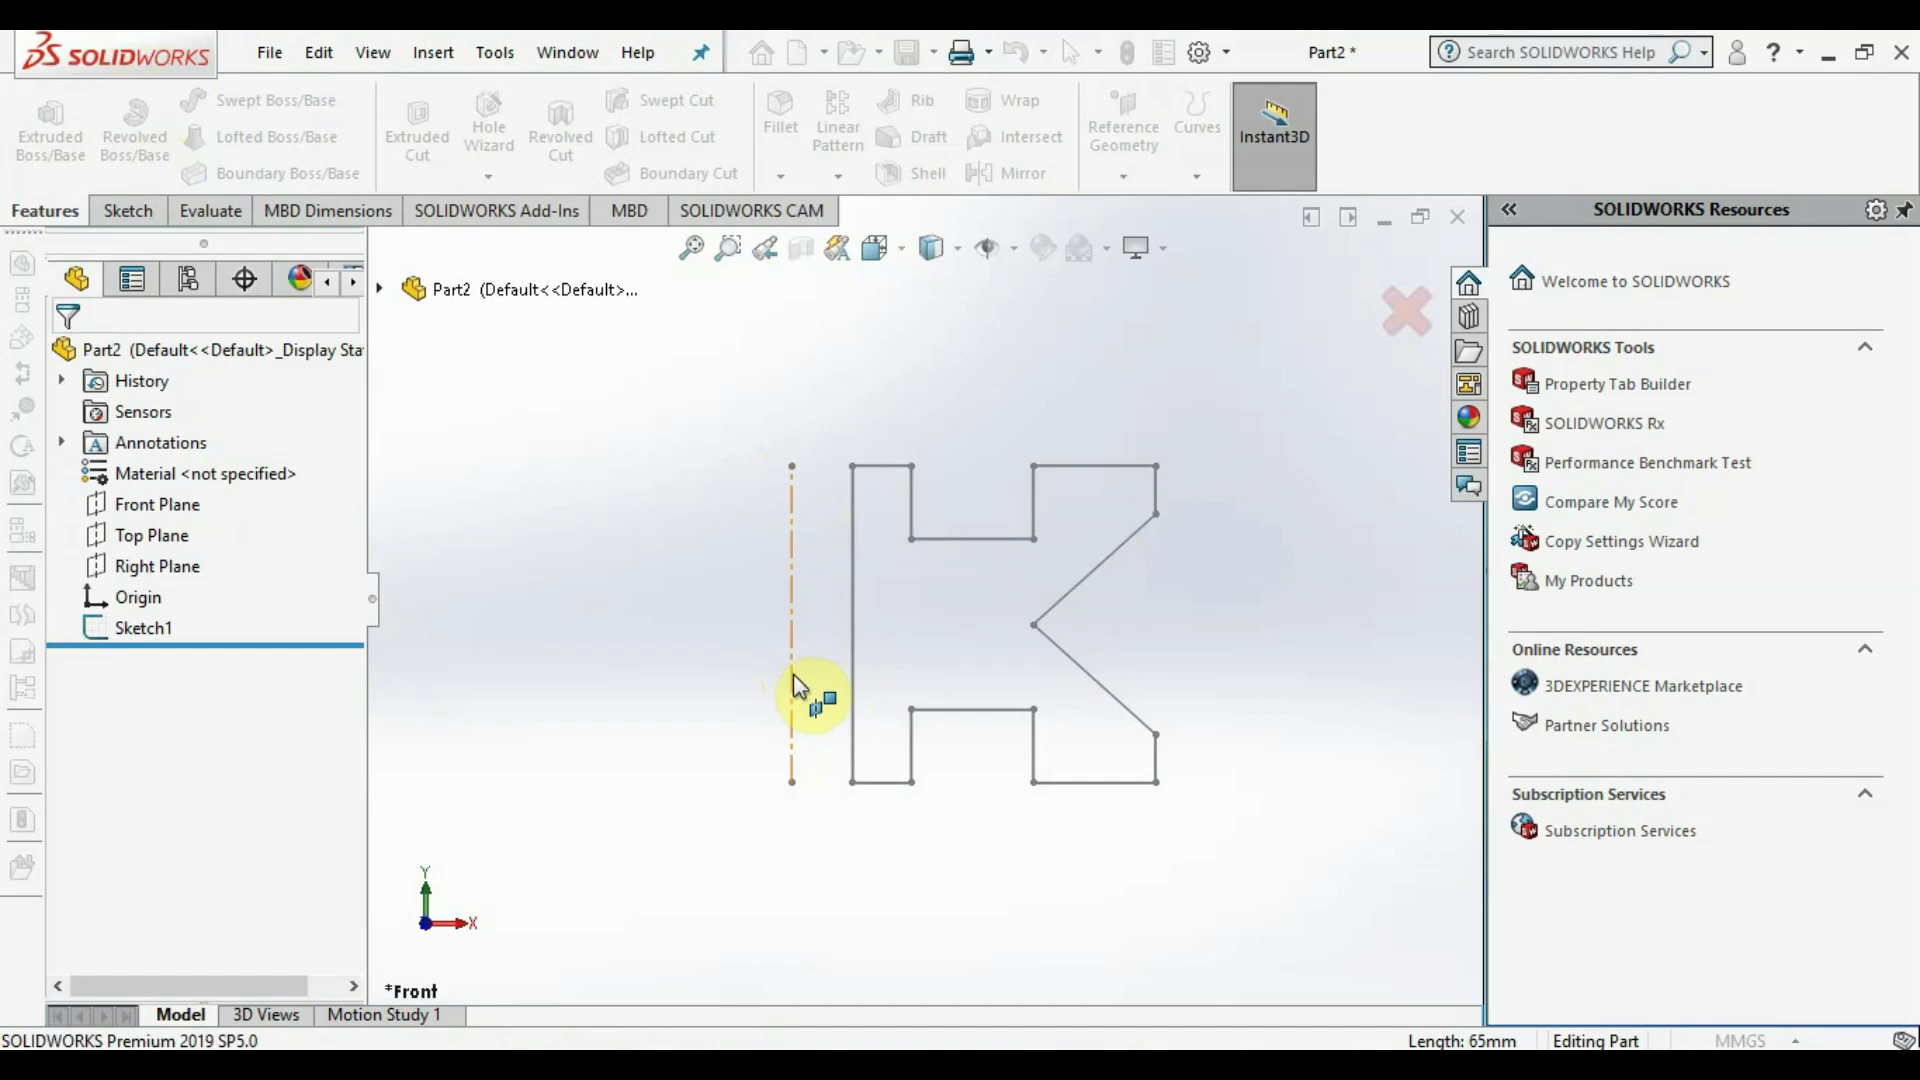 SOLIDWORKS File Edit View Insert Tools Window Help Part2 * Search SOLIDWORKS Help ?
Extruded Boss/Base
Revolved Boss/Base
Swept Boss/Base
Lofted Boss/Base
Boundary Boss/Base
Extruded Cut
Hole Wizard
Revolved Cut
Swept Cut
Lofted Cut
Boundary Cut
Fillet
Linear Pattern
Rib
Draft
Shell
Wrap
Intersect
Mirror
Reference Geometry
Curves
Instant3D
Features Sketch Evaluate MBD Dimensions SOLIDWORKS Add-Ins MBD SOLIDWORKS CAM
Part2 (Default<<Default>_Display Sta
History
Sensors
Annotations
Material <not specified>
Front Plane
Top Plane
Right Plane
Origin
Sketch1
Part2 (Default<<Default>...
Y
X
*Front
SOLIDWORKS Resources
Welcome to SOLIDWORKS
SOLIDWORKS Tools
Property Tab Builder
SOLIDWORKS Rx
Performance Benchmark Test
Compare My Score
Copy Settings Wizard
My Products
Online Resources
3DEXPERIENCE Marketplace
Partner Solutions
Subscription Services
Subscription Services
Model 3D Views Motion Study 1
SOLIDWORKS Premium 2019 SP5.0 Length: 65mm Editing Part MMGS